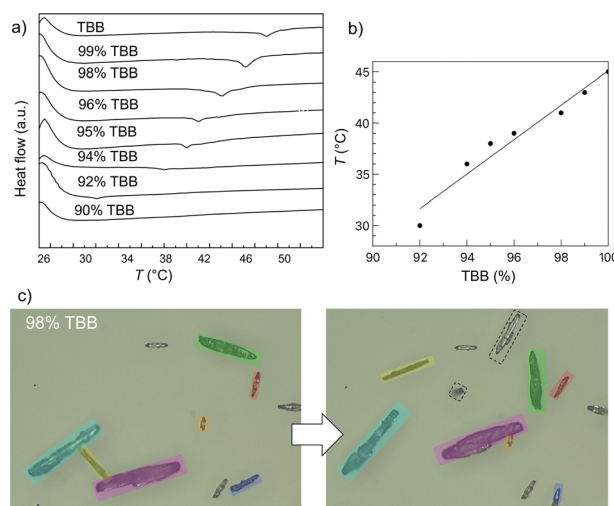 a)
TBB
99% TBB
98% TBB
96% TBB
95% TBB
94% TBB
92% TBB
90% TBB
Heat flow (a.u.)
26 30 34 38 42 48 50
T (°C)
b)
45
40
35
30
T (°C)
90 92 94 96 98 100
TBB (%)
c)
98% TBB